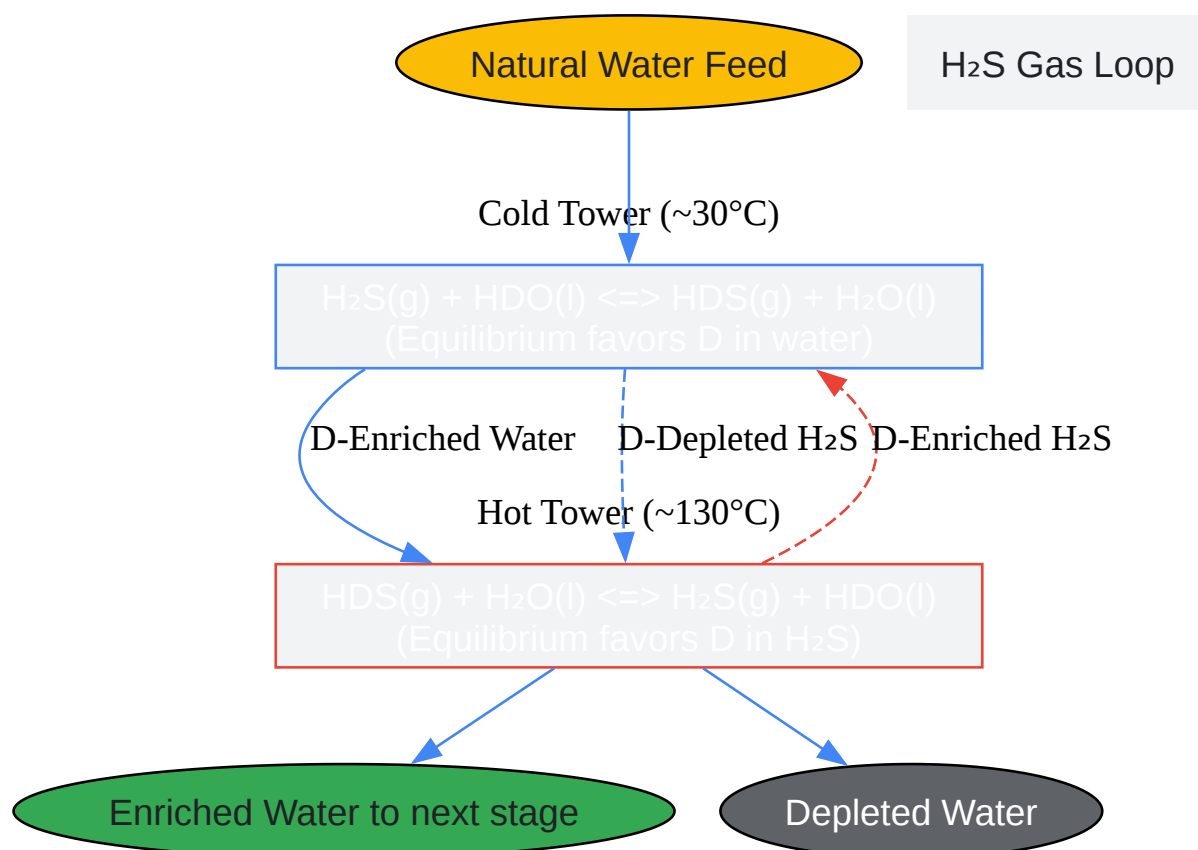 Natural Water Feed
H₂S Gas Loop
Cold Tower (~30°C)
H₂S(g) + HDO(l) <=> HDS(g) + H₂O(l)
(Equilibrium favors D in water)
D-Enriched Water
D-Depleted H₂S
D-Enriched H₂S
Hot Tower (~130°C)
HDS(g) + H₂O(l) <=> H₂S(g) + HDO(l)
(Equilibrium favors D in H₂S)
Enriched Water to next stage
Depleted Water